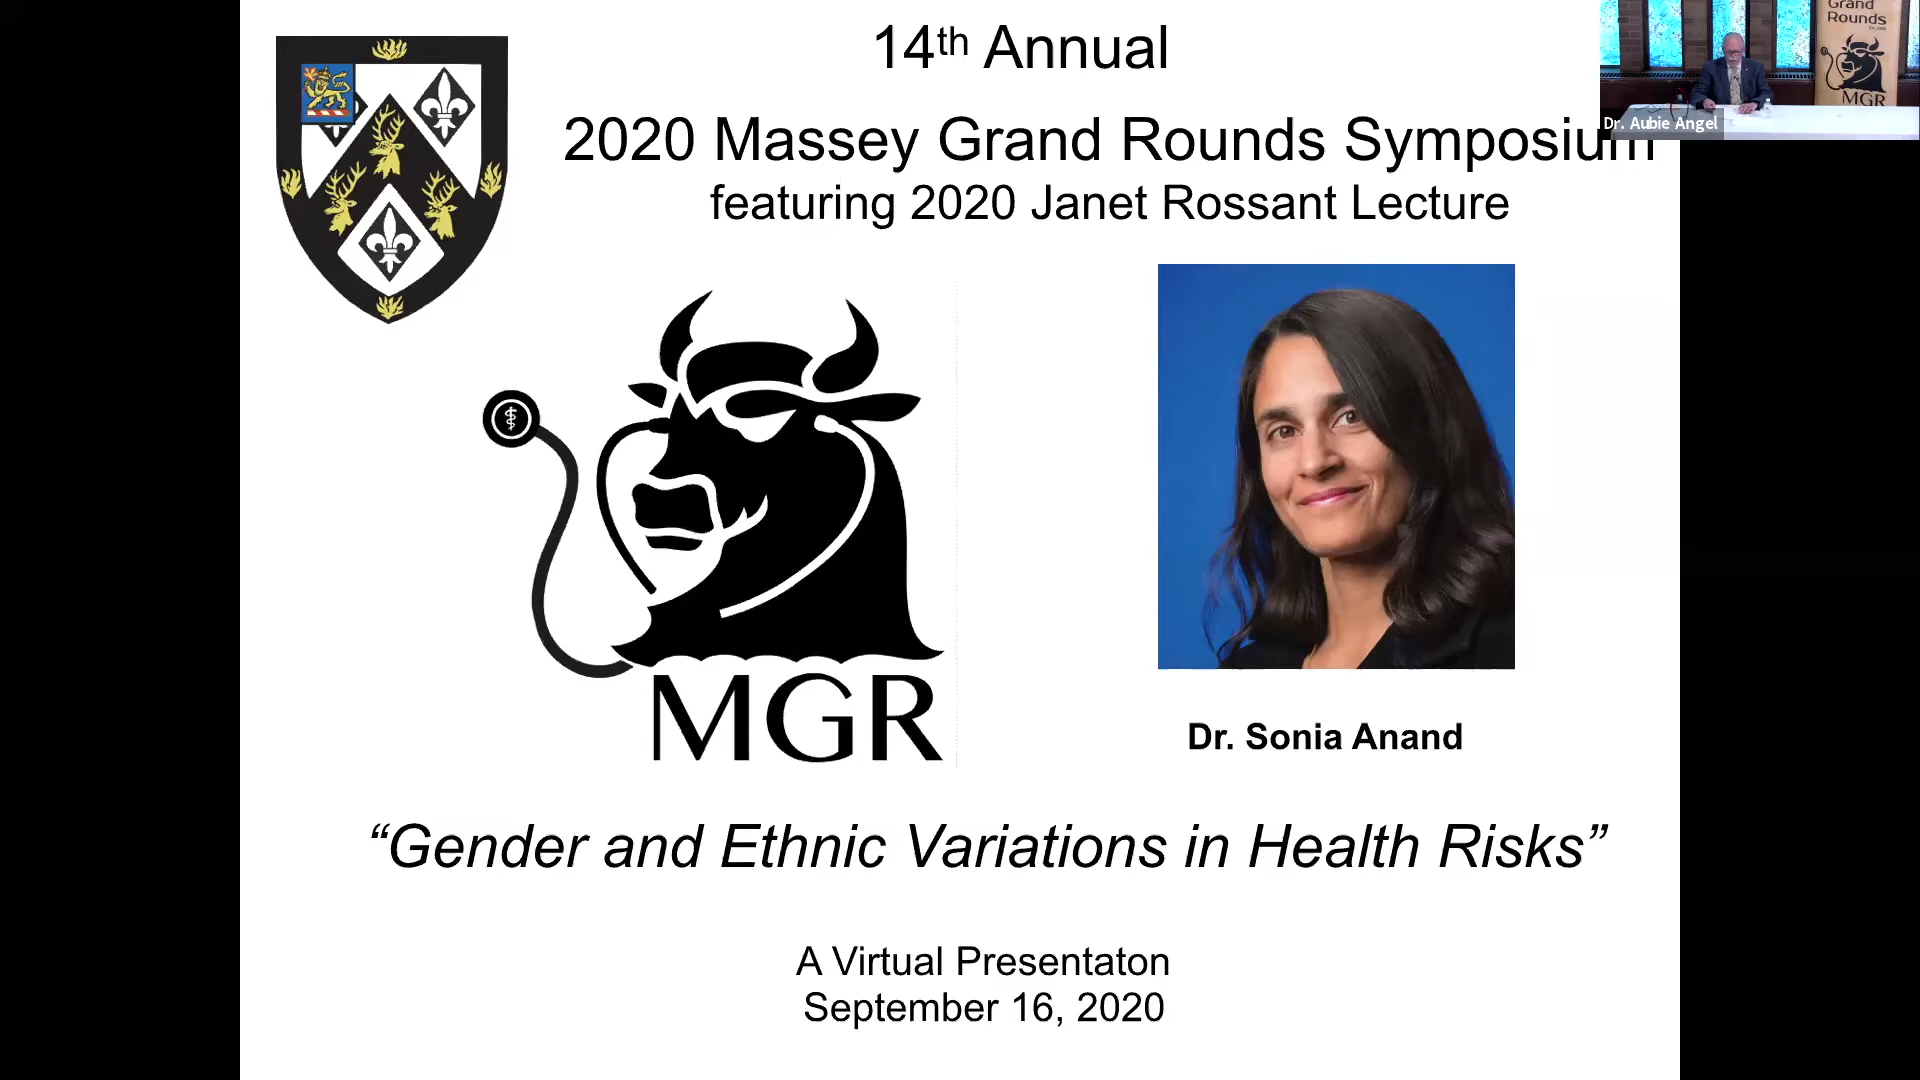 14th Annual
2020 Massey Grand Rounds Symposium
featuring 2020 Janet Rossant Lecture
Grand
Rounds
MGR
Dr. Aubie Angel
MGR
Dr. Sonia Anand
“Gender and Ethnic Variations in Health Risks”
A Virtual Presentaton
September 16, 2020